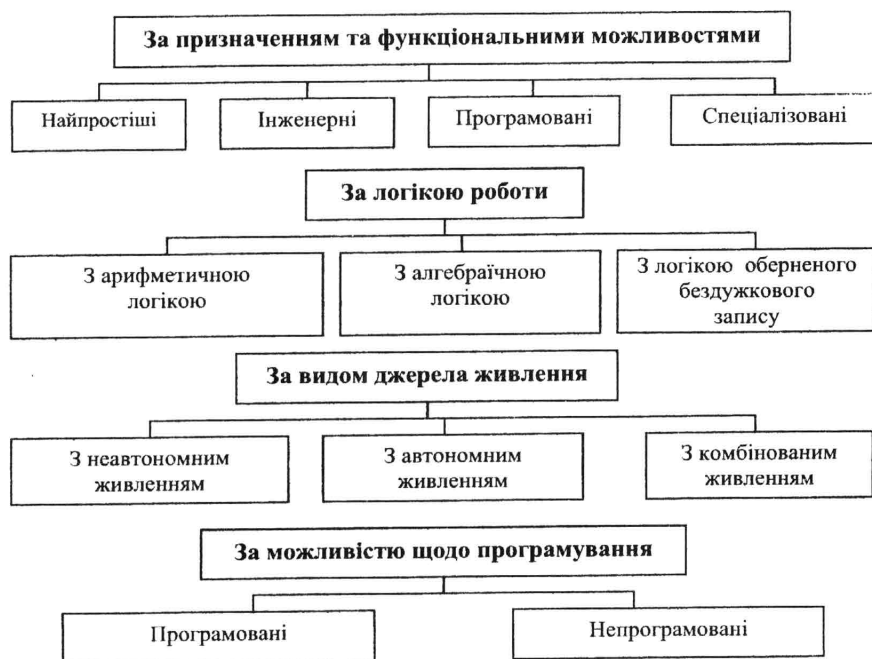 За призначенням та функціональними можливостями
Найпростіші
Інженерні
Програмовані
Спеціалізовані
За логікою роботи
З арифметичною
логікою
З алгебраїчною
логікою
З логікою оберненого
бездужкового
запису
За видом джерела живлення
З неавтономним
живленням
З автономним
живленням
З комбінованим
живленням
За можливістю щодо програмування
Програмовані
Непрограмовані